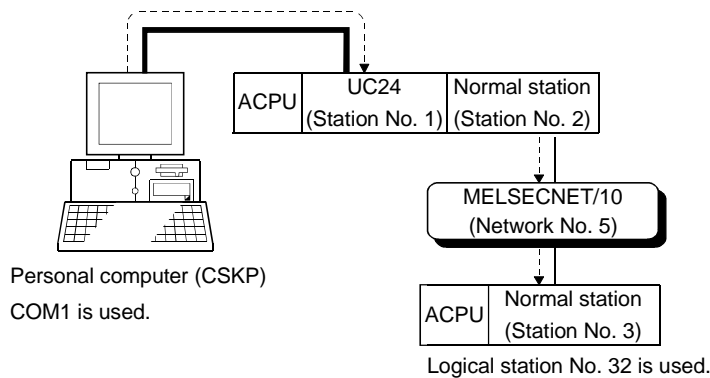 ACPU
UC24
(Station No. 1)
Normal station
(Station No. 2)
MELSECNET/10
(Network No. 5)
Personal computer (CSKP)
COM1 is used.
ACPU
Normal station
(Station No. 3)
Logical station No. 32 is used.